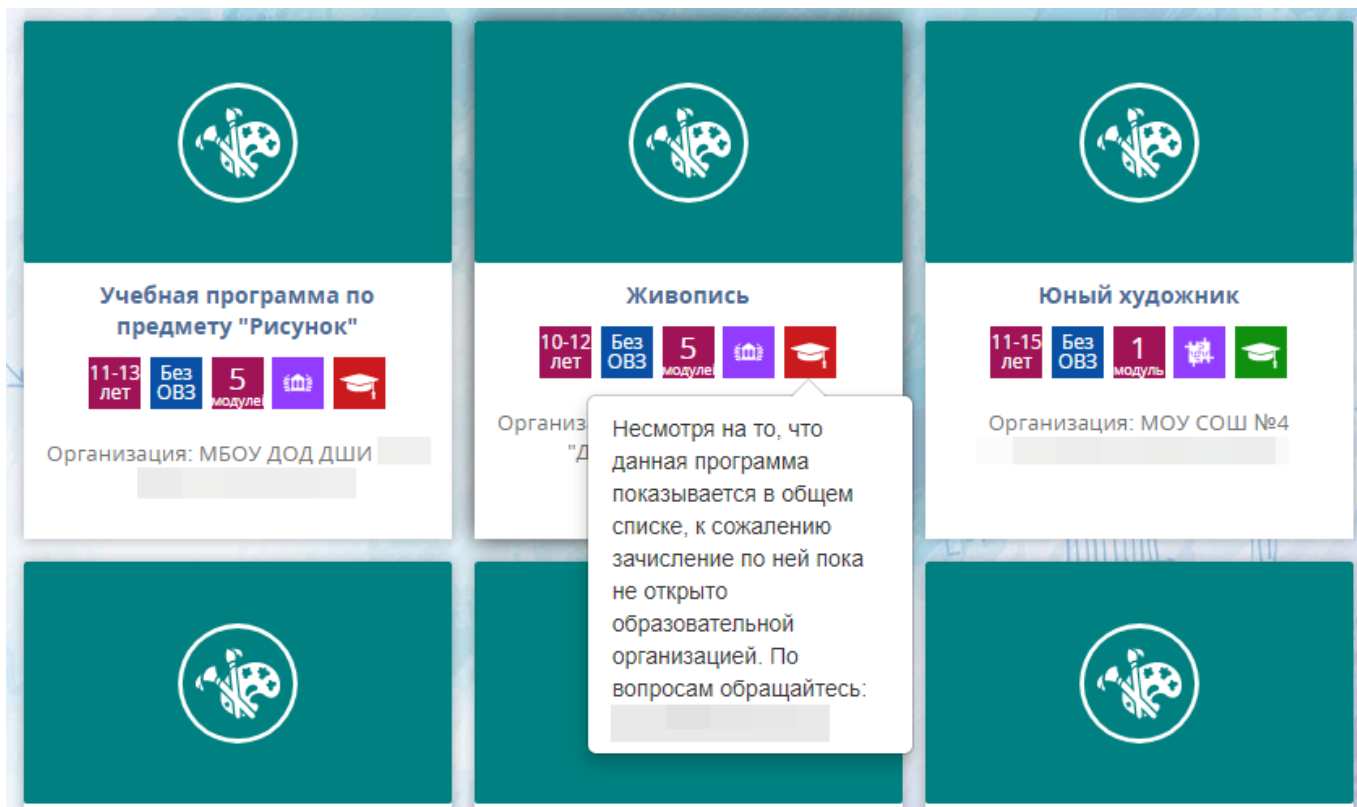 Учебная программа по
предмету "Рисунок"
11-13
лет
Без
ОВЗ
5
модулей
Организация: МБОУ ДОД ДШИ
Живопись
10-12
лет
Без
ОВЗ
5
модулей
Организ
"Д
Несмотря на то, что
данная программа
показывается в общем
списке, к сожалению
зачисление по ней пока
не открыто
образовательной
организацией. По
вопросам обращайтесь:
Юный художник
11-15
лет
Без
ОВЗ
1
модуль
Организация: МОУ СОШ №4